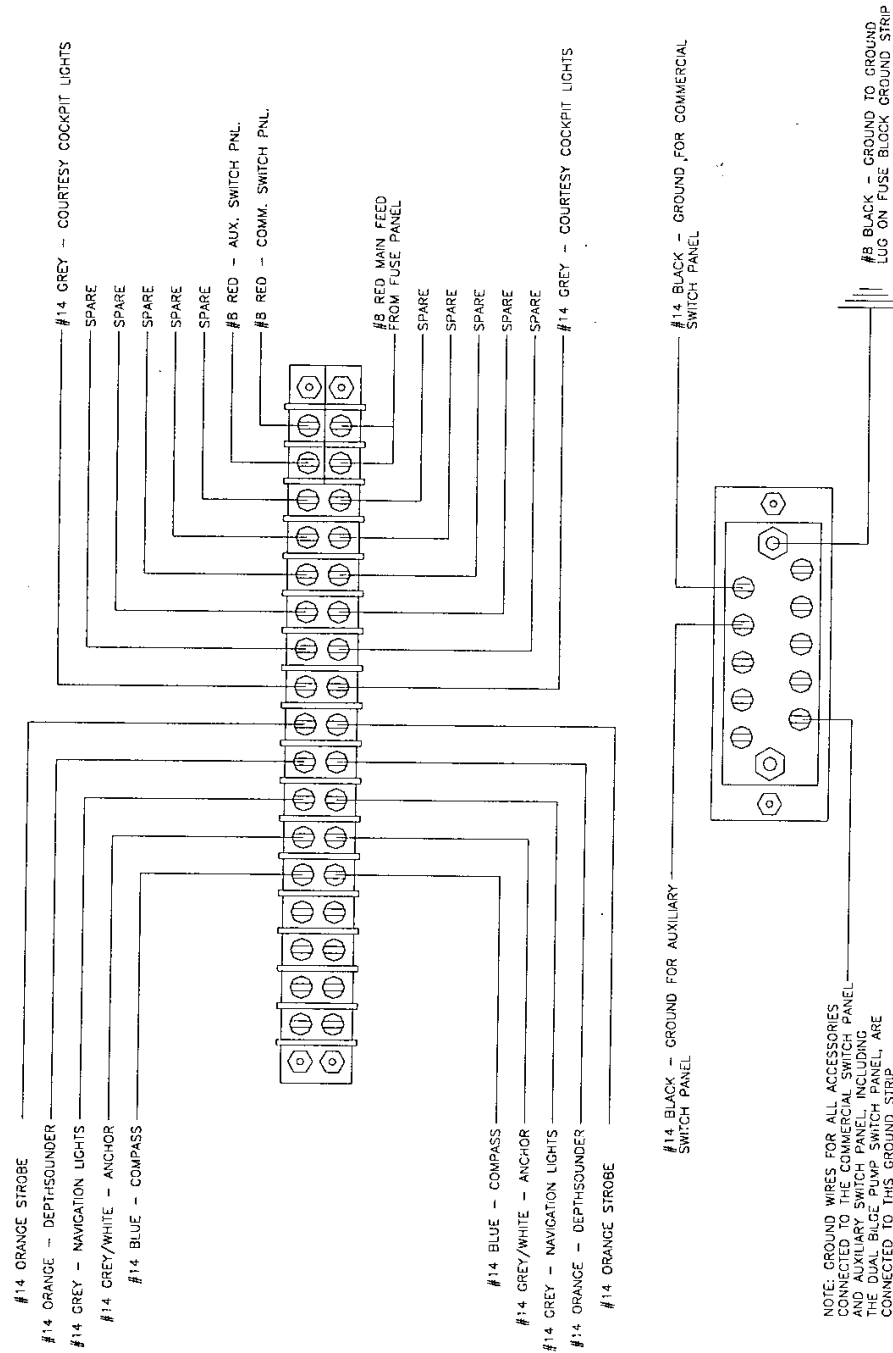 #14 ORANGE STROBE
#14 ORANGE – DEPTHSOUNDER
#14 GREY – NAVIGATION LIGHTS
#14 GREY/WHITE – ANCHOR
#14 BLUE – COMPASS
#14 GREY – COURTESY COCKPIT LIGHTS
SPARE
SPARE
SPARE
SPARE
SPARE
#8 RED – AUX. SWITCH PNL.
#8 RED – COMM. SWITCH PNL.
#14 BLUE – COMPASS
#14 GREY/WHITE – ANCHOR
#14 GREY – NAVIGATION LIGHTS
#14 ORANGE – DEPTHSOUNDER
#14 ORANGE STROBE
#8 RED MAIN FEED
FROM FUSE PANEL
SPARE
SPARE
SPARE
SPARE
SPARE
#14 GREY – COURTESY COCKPIT LIGHTS
#14 BLACK – GROUND FOR AUXILIARY
SWITCH PANEL
#14 BLACK – GROUND FOR COMMERCIAL
SWITCH PANEL
NOTE: GROUND WIRES FOR ALL ACCESSORIES
CONNECTED TO THE COMMERCIAL SWITCH PANEL
AND AUXILIARY SWITCH PANEL, INCLUDING
THE DUAL BILGE PUMP SWITCH PANEL, ARE
CONNECTED TO THIS GROUND STRIP
#8 BLACK – GROUND TO GROUND
LUG ON FUSE BLOCK GROUND STRIP